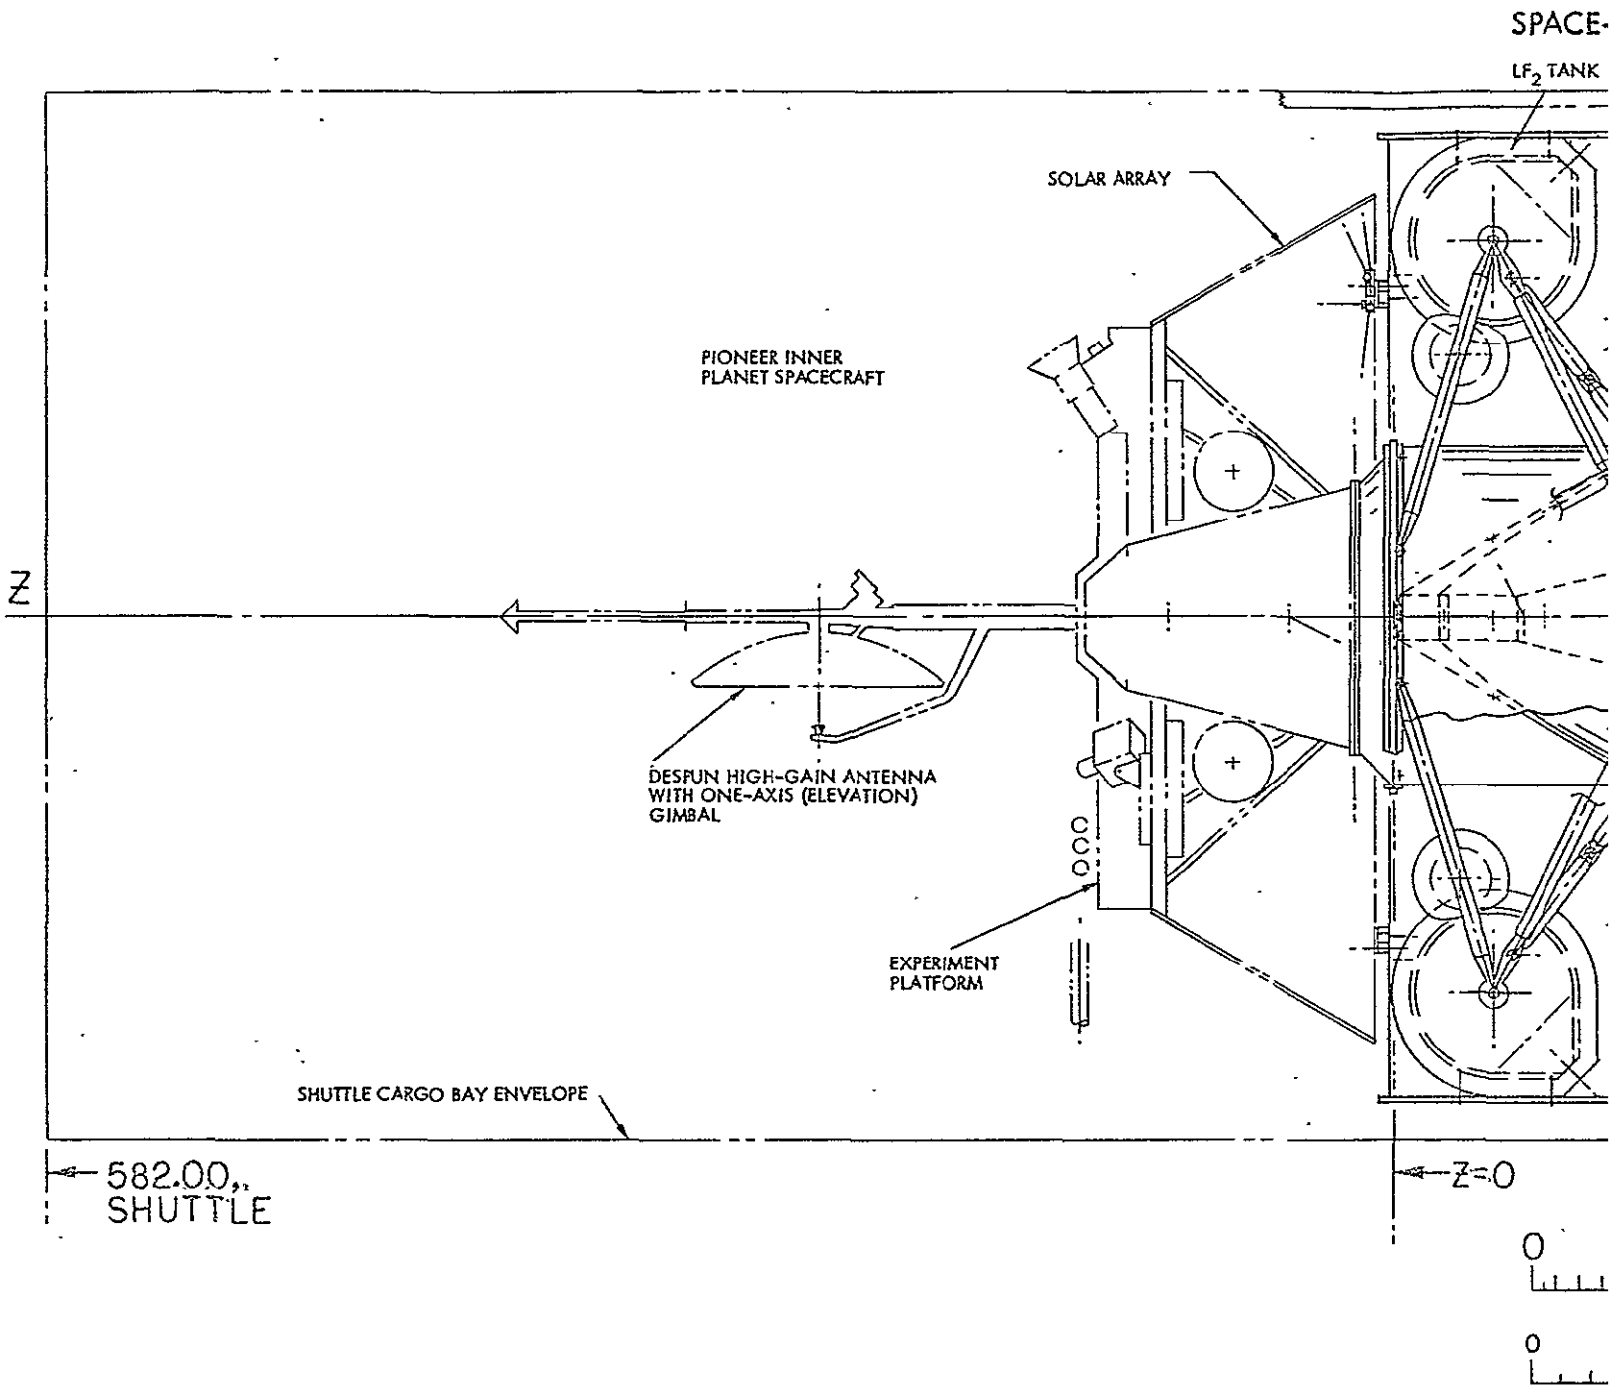 SPACE-
LF2 TANK
SOLAR ARRAY
PIONEER INNER
PLANET SPACECRAFT
Z
DESPUN HIGH-GAIN ANTENNA
WITH ONE-AXIS (ELEVATION)
GIMBAL
EXPERIMENT
PLATFORM
SHUTTLE CARGO BAY ENVELOPE
582.00
SHUTTLE
Z=0
0
0